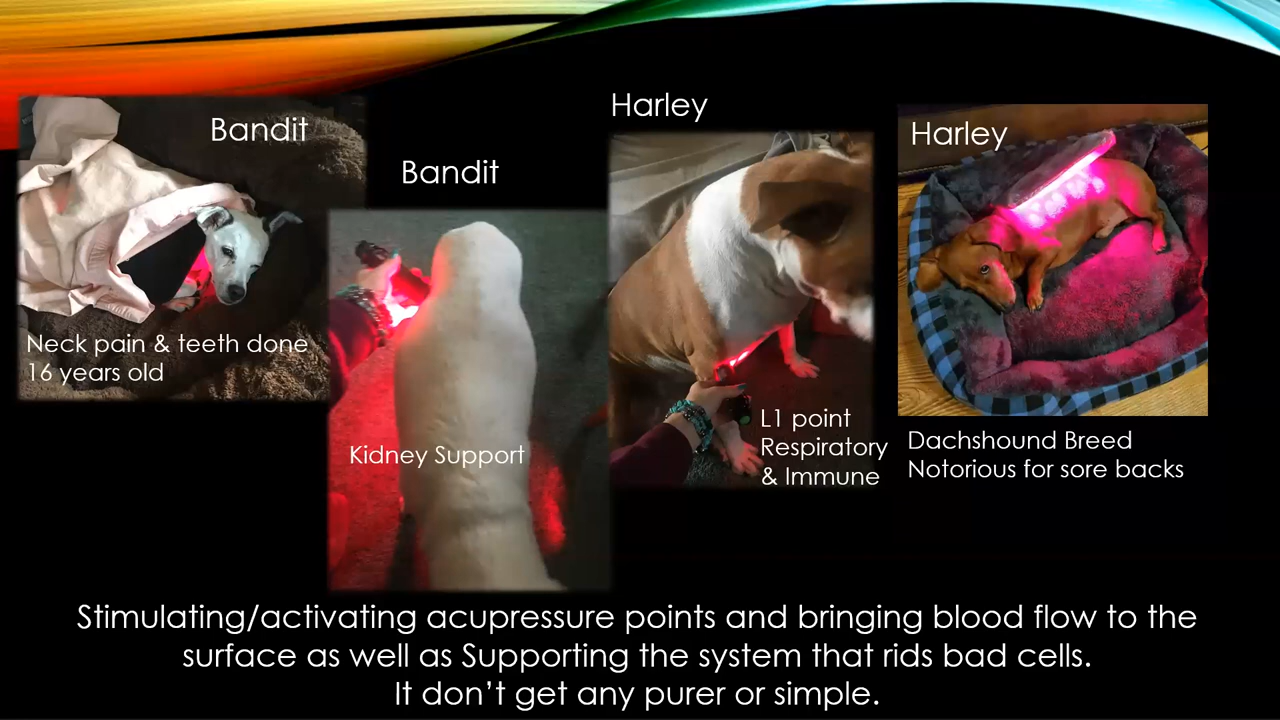 Bandit
Neck pain & teeth done
16 years old
Bandit
Kidney Support
Harley
L1 point
Respiratory
& Immune
Harley
Dachshound Breed
Notorious for sore backs
Stimulating/activating acupressure points and bringing blood flow to the
surface as well as Supporting the system that rids bad cells.
It don't get any purer or simple.